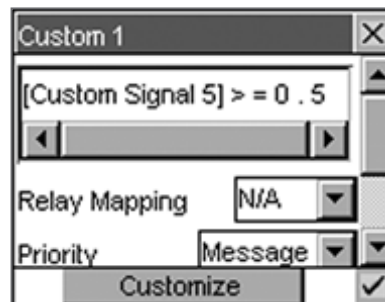 Custom 1
[Custom Signal 5] > = 0 . 5
Relay Mapping N/A
Priority Message
Customize